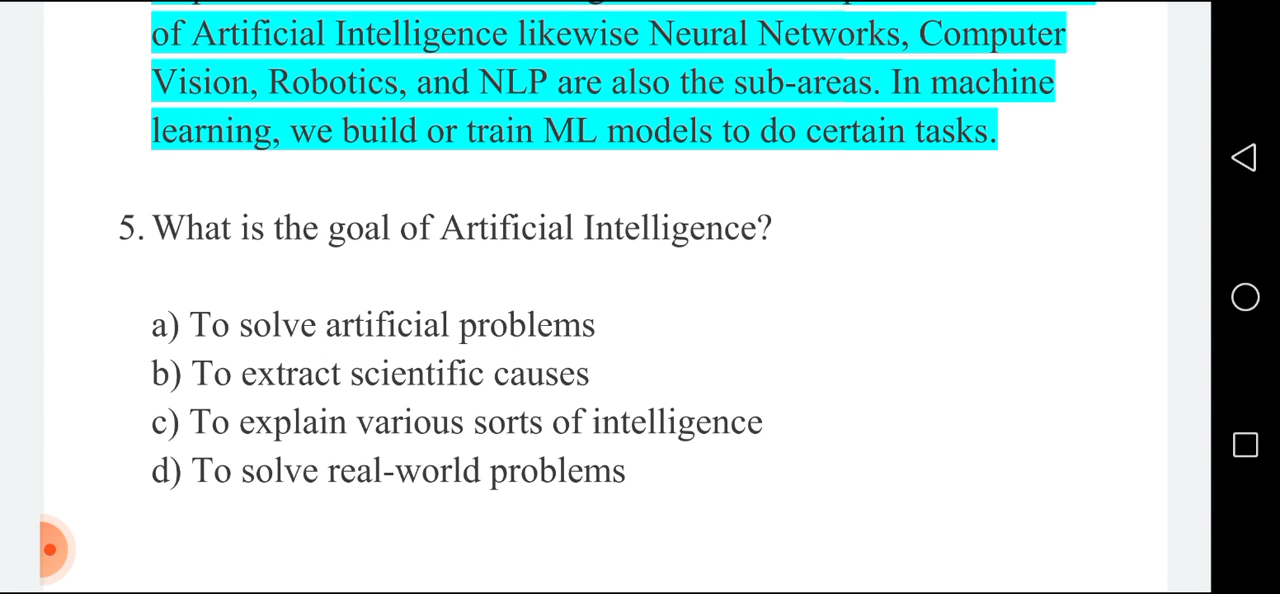 of Artificial Intelligence likewise Neural Networks, Computer
Vision, Robotics, and NLP are also the sub-areas. In machine
learning, we build or train ML models to do certain tasks.
5. What is the goal of Artificial Intelligence?
a) To solve artificial problems
b) To extract scientific causes
c) To explain various sorts of intelligence
d) To solve real-world problems